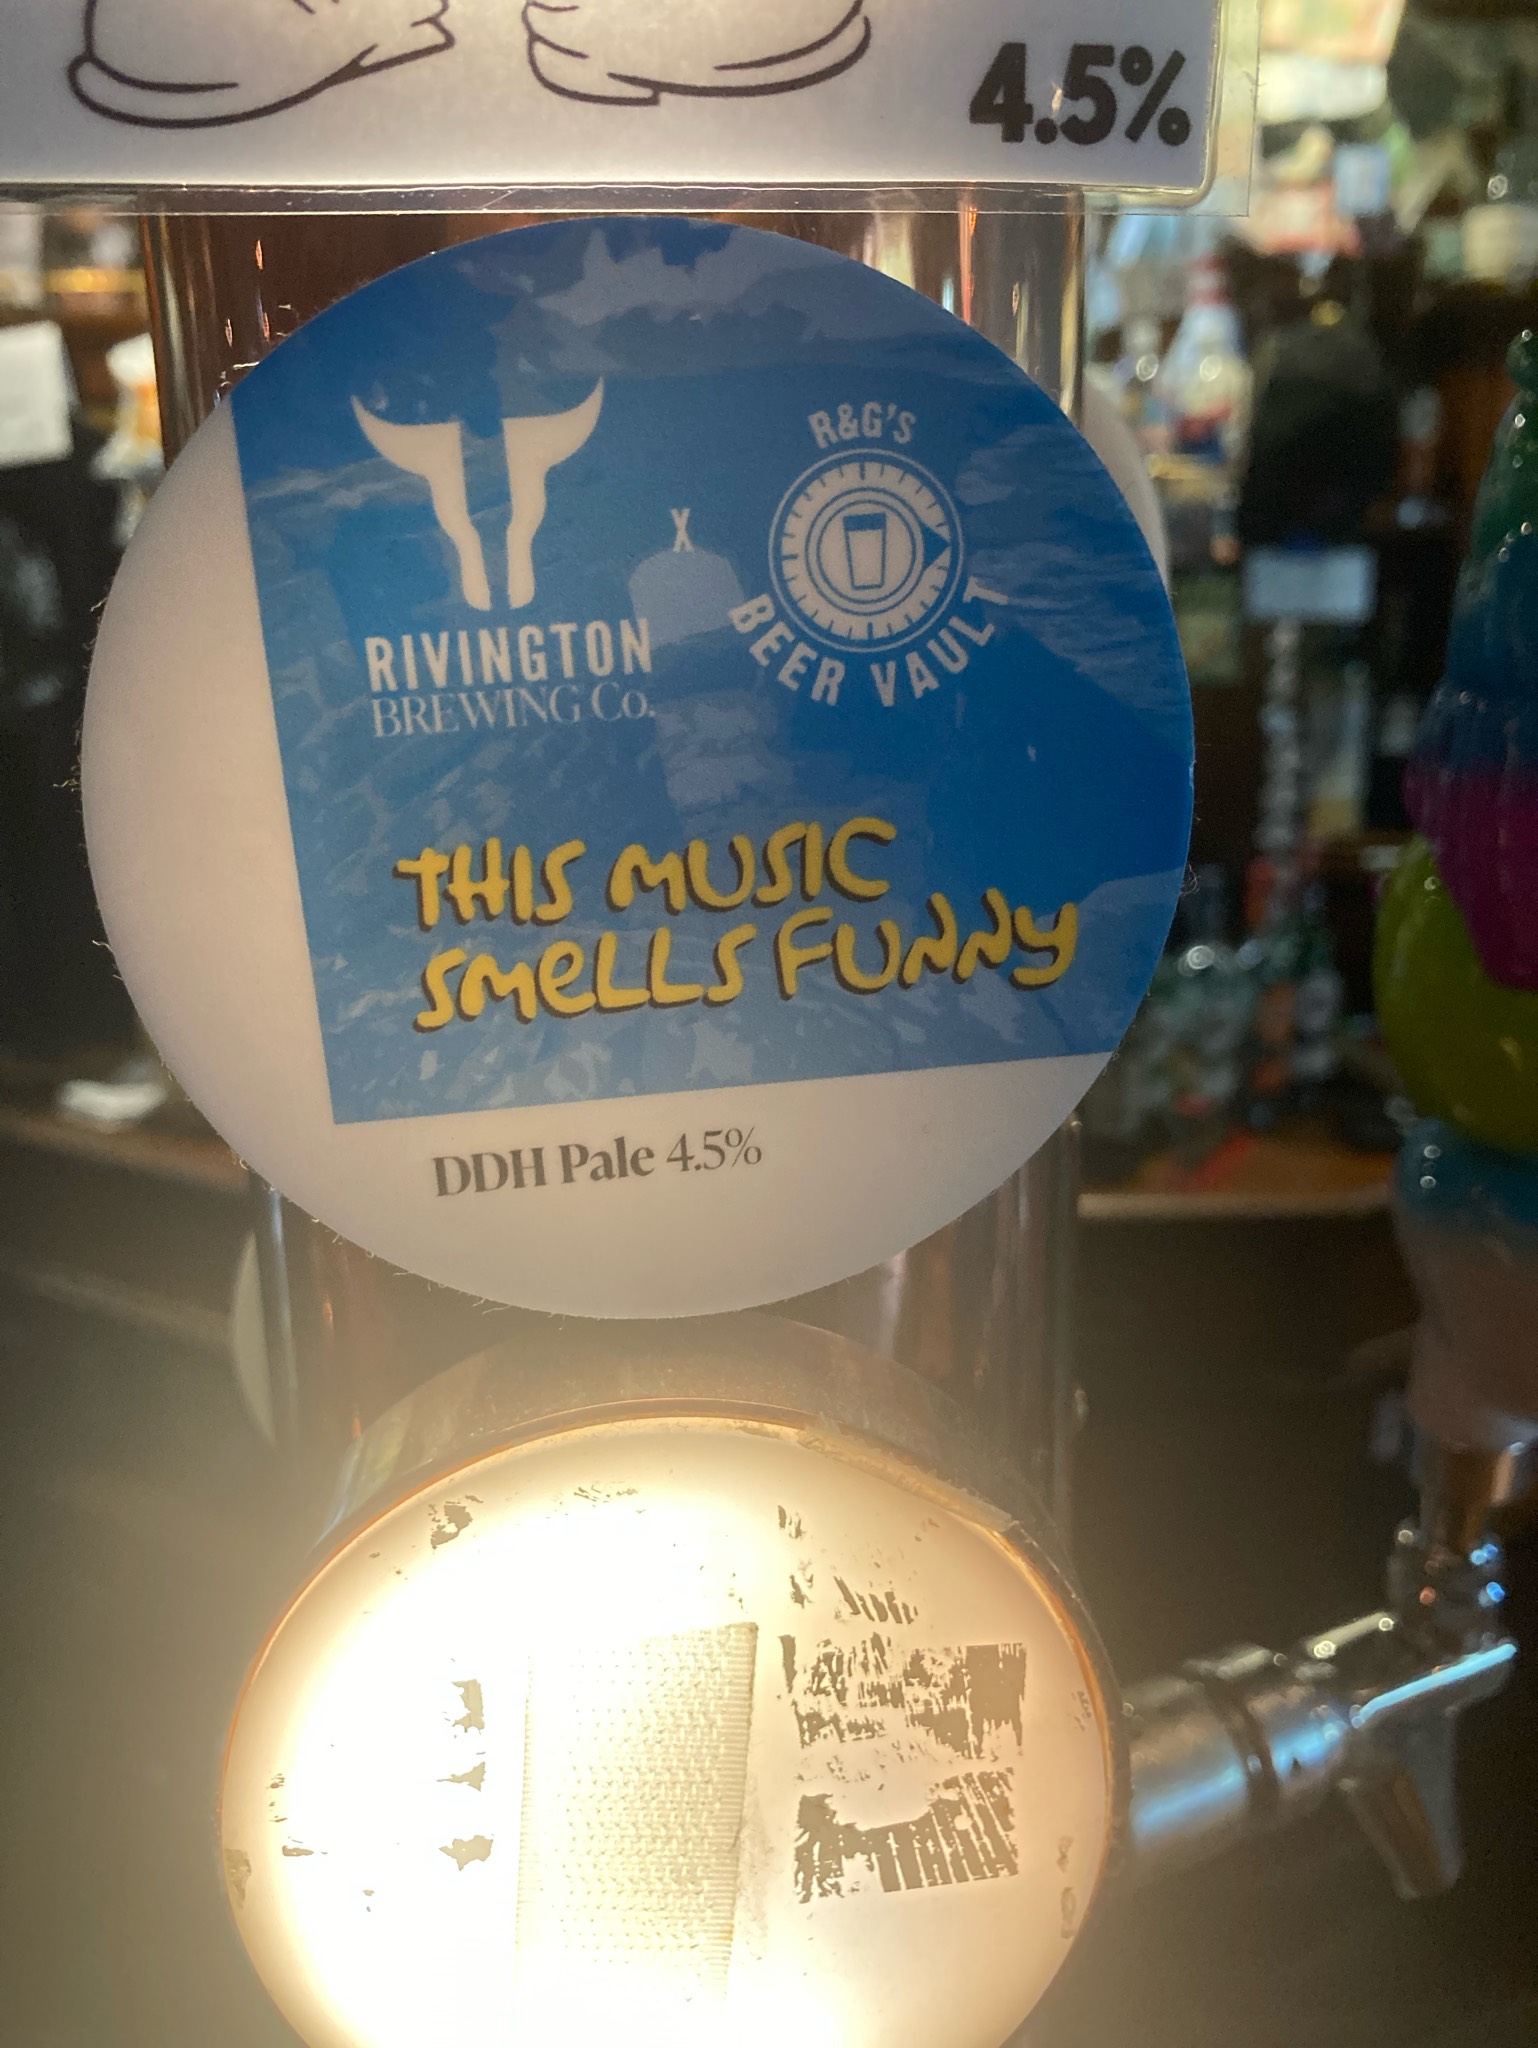 4.5%
R&G'S
X
BEER VAULT
RIVINGTON
BREWING Co.
THIS MUSIC
SMELLS FUNNY
DDH Pale 4.5%